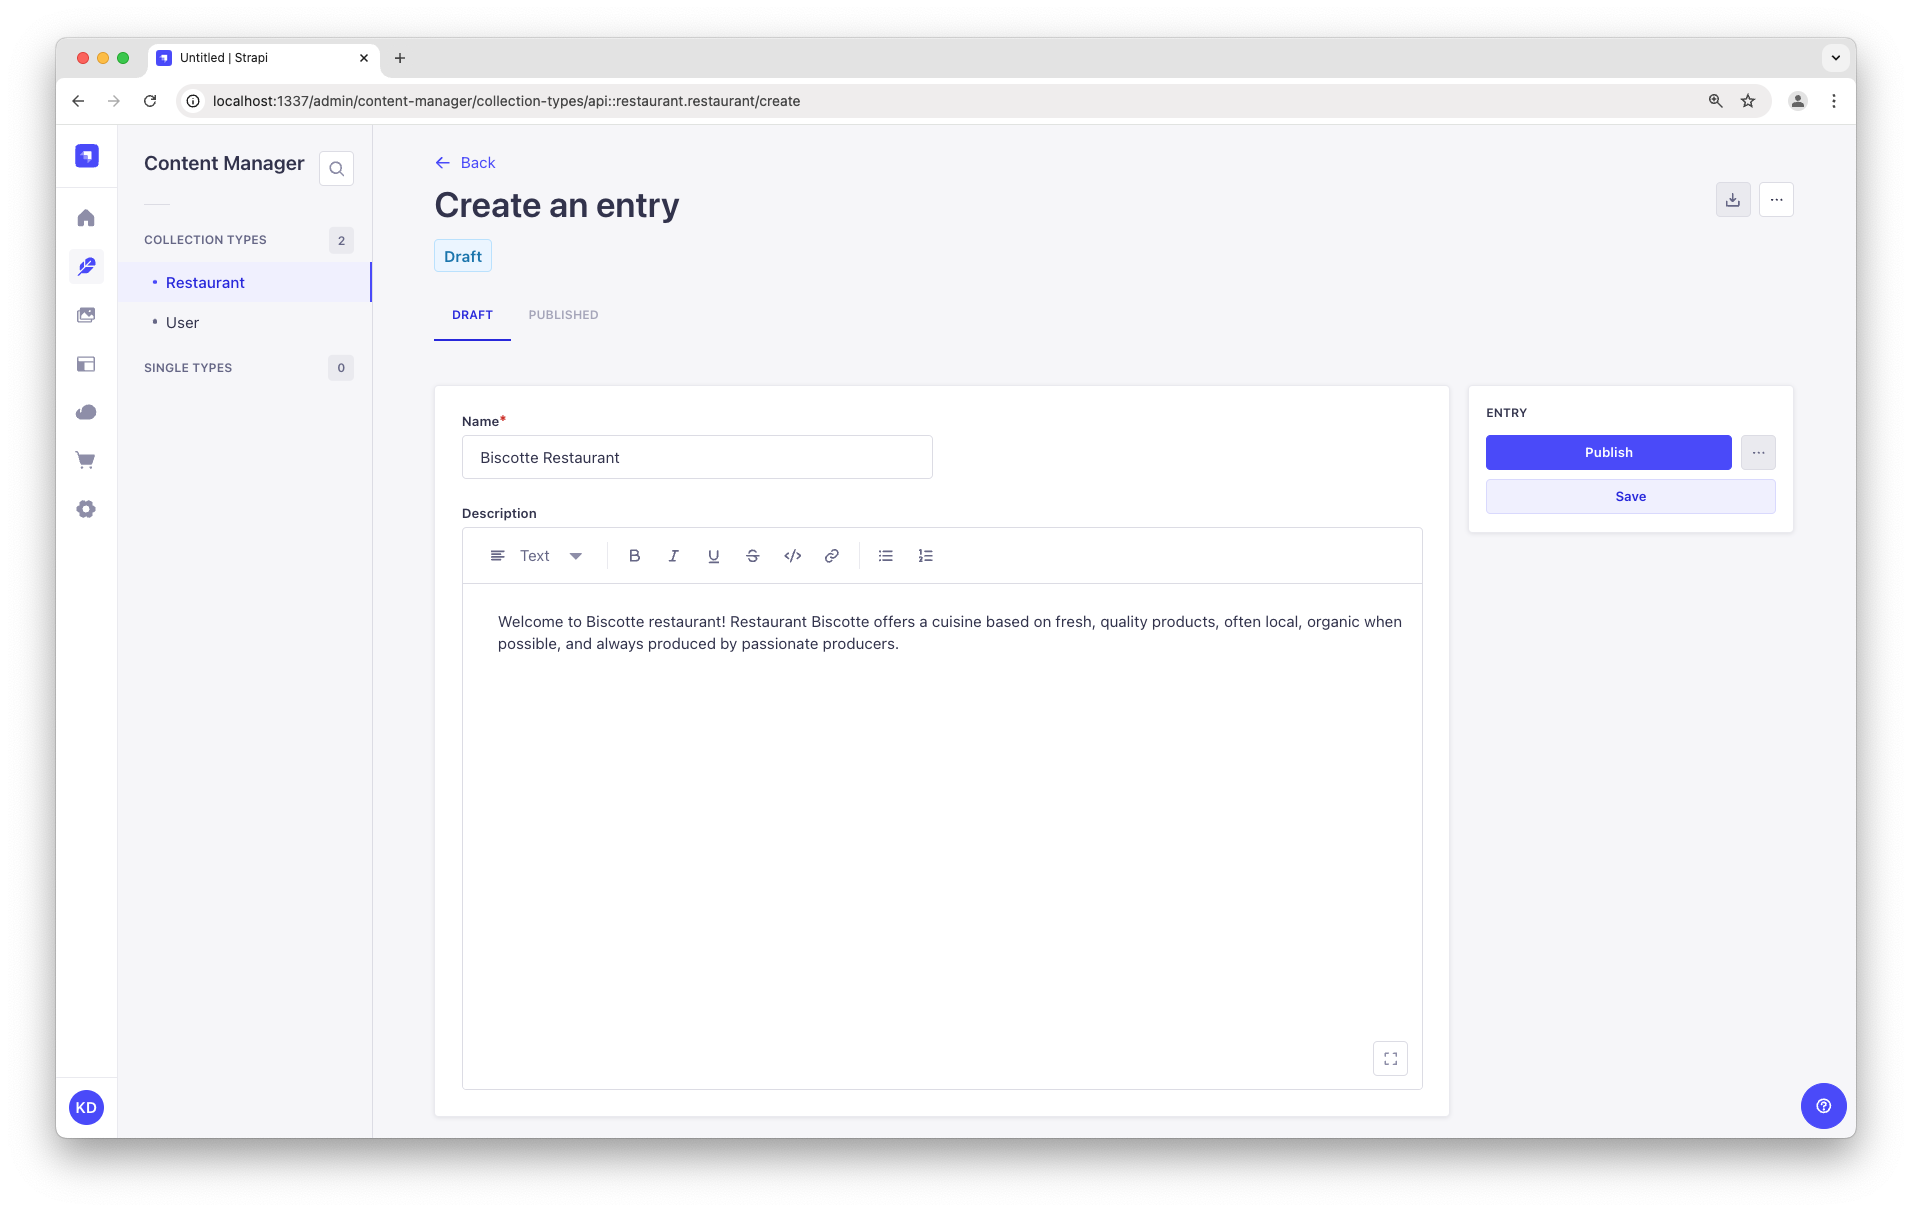 Untitled | Strapi
localhost:1337/admin/content-manager/collection-types/api::restaurant.restaurant/create
Content Manager
COLLECTION TYPES 2
Restaurant
User
SINGLE TYPES 0
KD
Back
Create an entry
Draft
DRAFT PUBLISHED
Name*
Biscotte Restaurant
Description
Text
Welcome to Biscotte restaurant! Restaurant Biscotte offers a cuisine based on fresh, quality products, often local, organic when
possible, and always produced by passionate producers.
ENTRY
Publish
Save